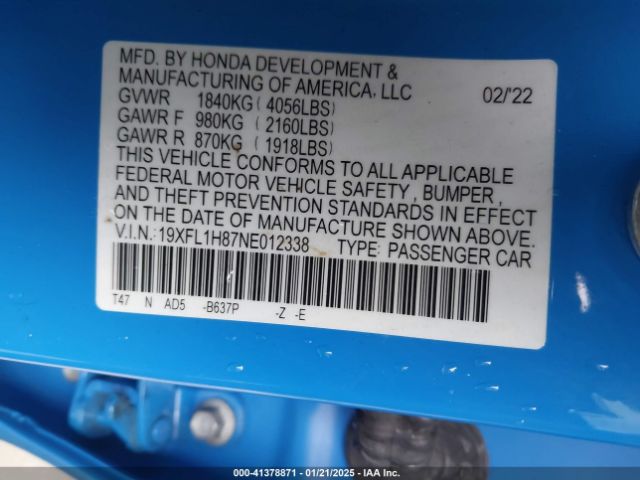 MFD. BY HONDA DEVELOPMENT &
MANUFACTURING OF AMERICA, LLC
02/'22
GVWR 1840KG ( 4056LBS)
GAWR F 980KG ( 2160LBS)
GAWR R 870KG ( 1918LBS)
THIS VEHICLE CONFORMS TO ALL APPLICABLE
FEDERAL MOTOR VEHICLE SAFETY , BUMPER ,
AND THEFT PREVENTION STANDARDS IN EFFECT
ON THE DATE OF MANUFACTURE SHOWN ABOVE.
V.I.N.: 19XFL1H87NE012338 TYPE: PASSENGER CAR
T47 N AD5 -B637P -Z -E
000-41378871 | 01/21/2025 | IAA Inc.